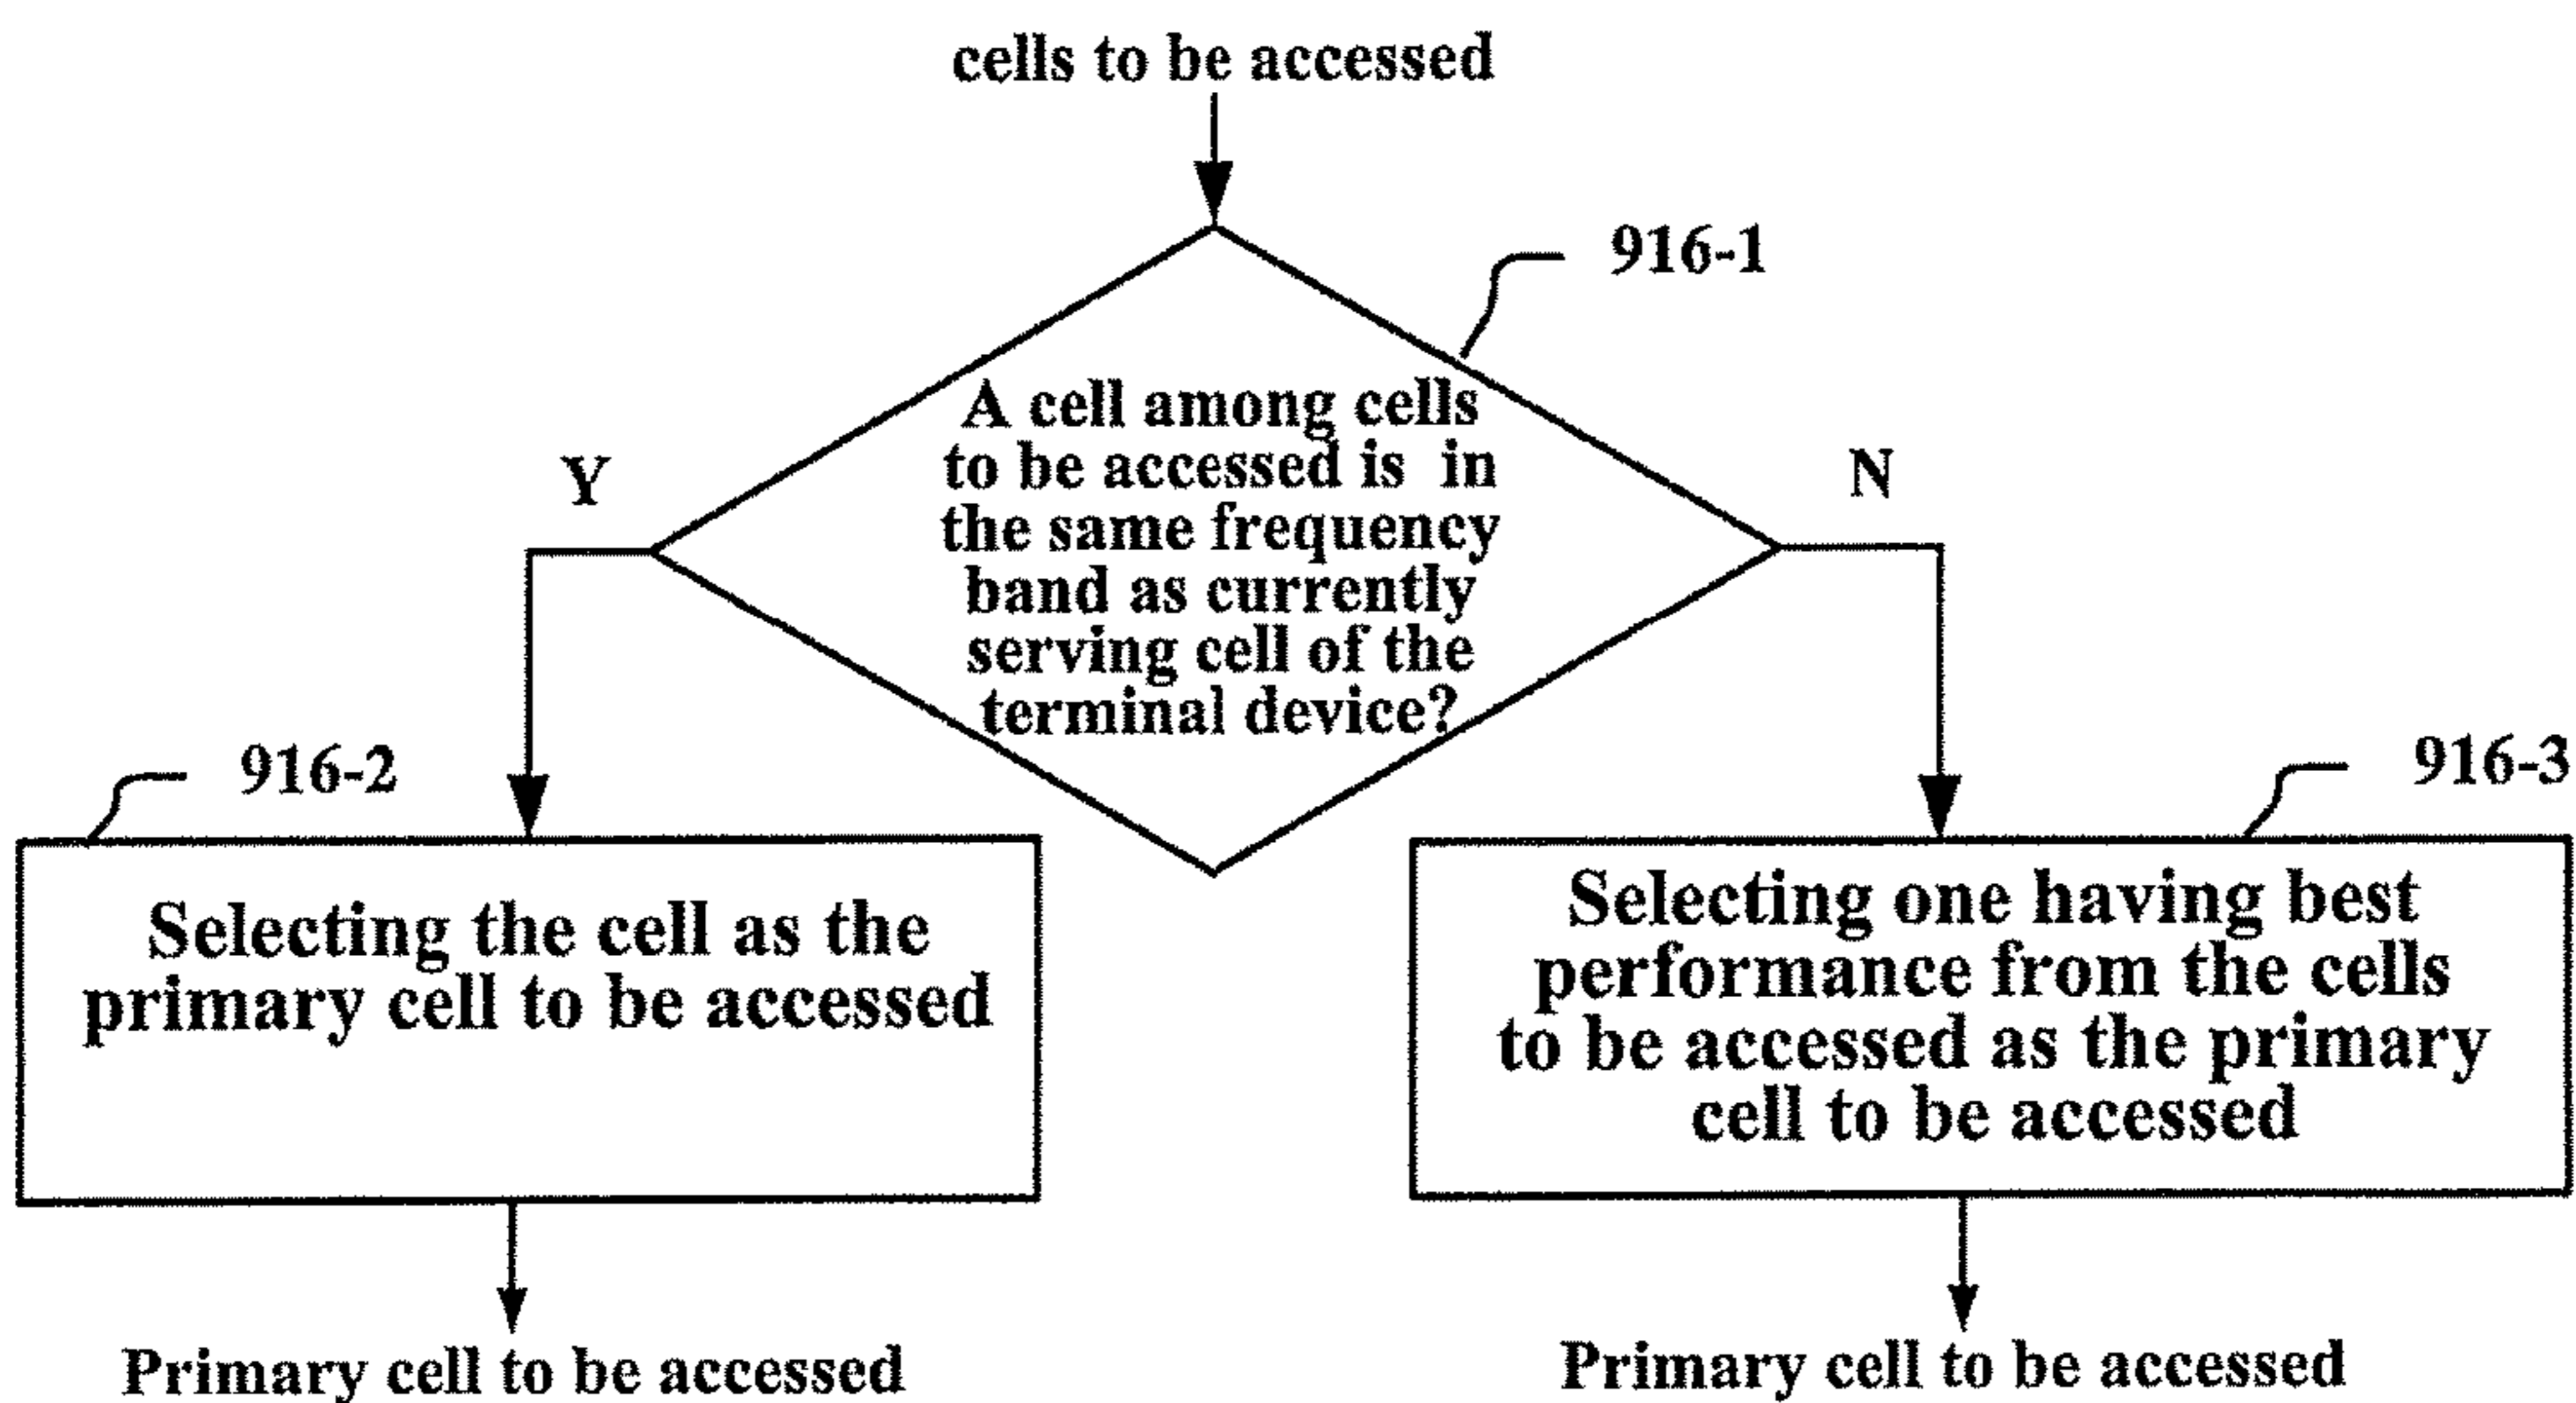 cells to be accessed
916-1
A cell among cells
to be accessed is in
the same frequency
band as currently
serving cell of the
terminal device?
Y
N
916-2
916-3
Selecting the cell as the
primary cell to be accessed
Selecting one having best
performance from the cells
to be accessed as the primary
cell to be accessed
Primary cell to be accessed
Primary cell to be accessed